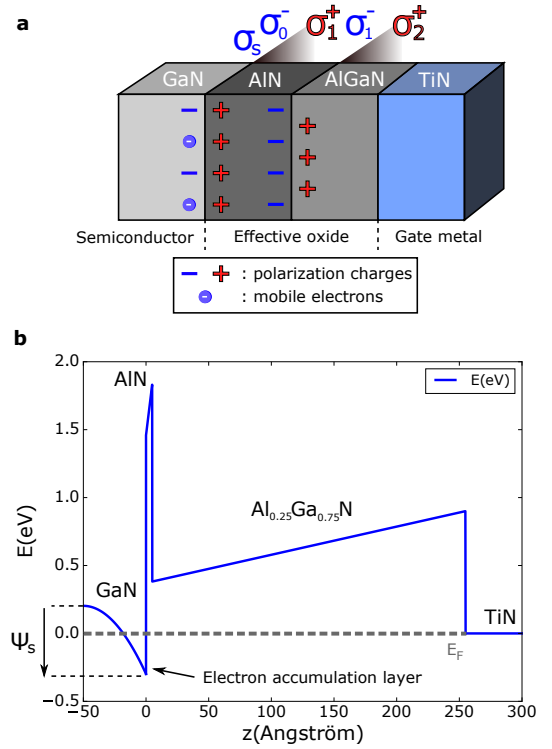 a
σs σ0⁻ σ1⁺ σ1⁻ σ2⁺
GaN AlN AlGaN TiN
Semiconductor Effective oxide Gate metal
− + : polarization charges
- : mobile electrons
b
2.0
1.5
1.0
0.5
0.0
−0.5
E(eV)
AlN
E(eV)
Al0.25Ga0.75N
GaN
TiN
Ψs
EF
Electron accumulation layer
−50 0 50 100 150 200 250 300
z(Angström)